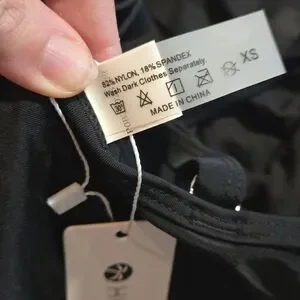 82% NYLON, 18% SPANDEX
Wash Dark Clothes Separately.
XS
MADE IN CHINA